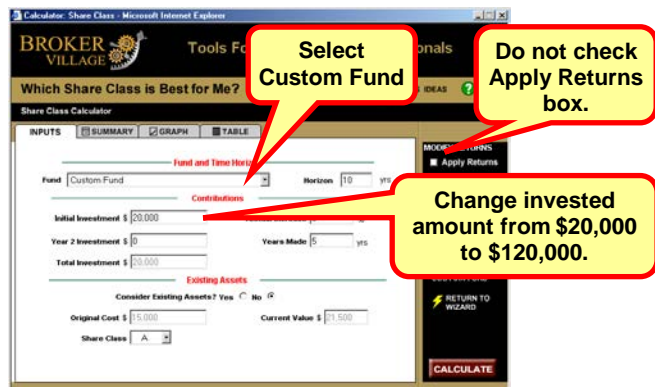 Calculator: Share Class - Microsoft Internet Explorer
BROKER
VILLAGE
Tools Fo
onals
Select
Custom Fund
Do not check
Apply Returns
box.
Which Share Class is Best for Me?
IDEAS ?
Share Class Calculator
INPUTS SUMMARY GRAPH TABLE
Fund and Time Horiz
MODIFY RETURNS
Apply Returns
Fund Custom Fund Horizon 10 yrs
Contributions
Initial Investment $ 20,000
Change invested
amount from $20,000
to $120,000.
Year 2 Investment $ 0 Years Made 5 yrs
Total Investment $ 20,000
Existing Assets
Consider Existing Assets? Yes No
RETURN TO
WIZARD
Original Cost $ 15,000 Current Value $ 21,500
Share Class A
CALCULATE